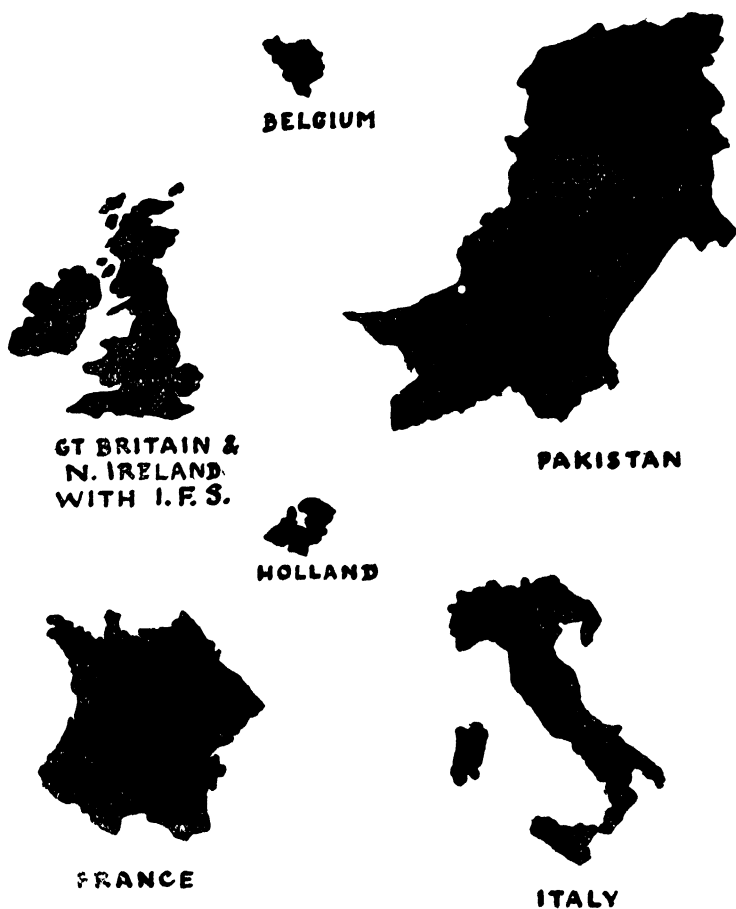 BELGIUM
GT BRITAIN &
N. IRELAND.
WITH I.F.S.
PAKISTAN
HOLLAND
FRANCE
ITALY